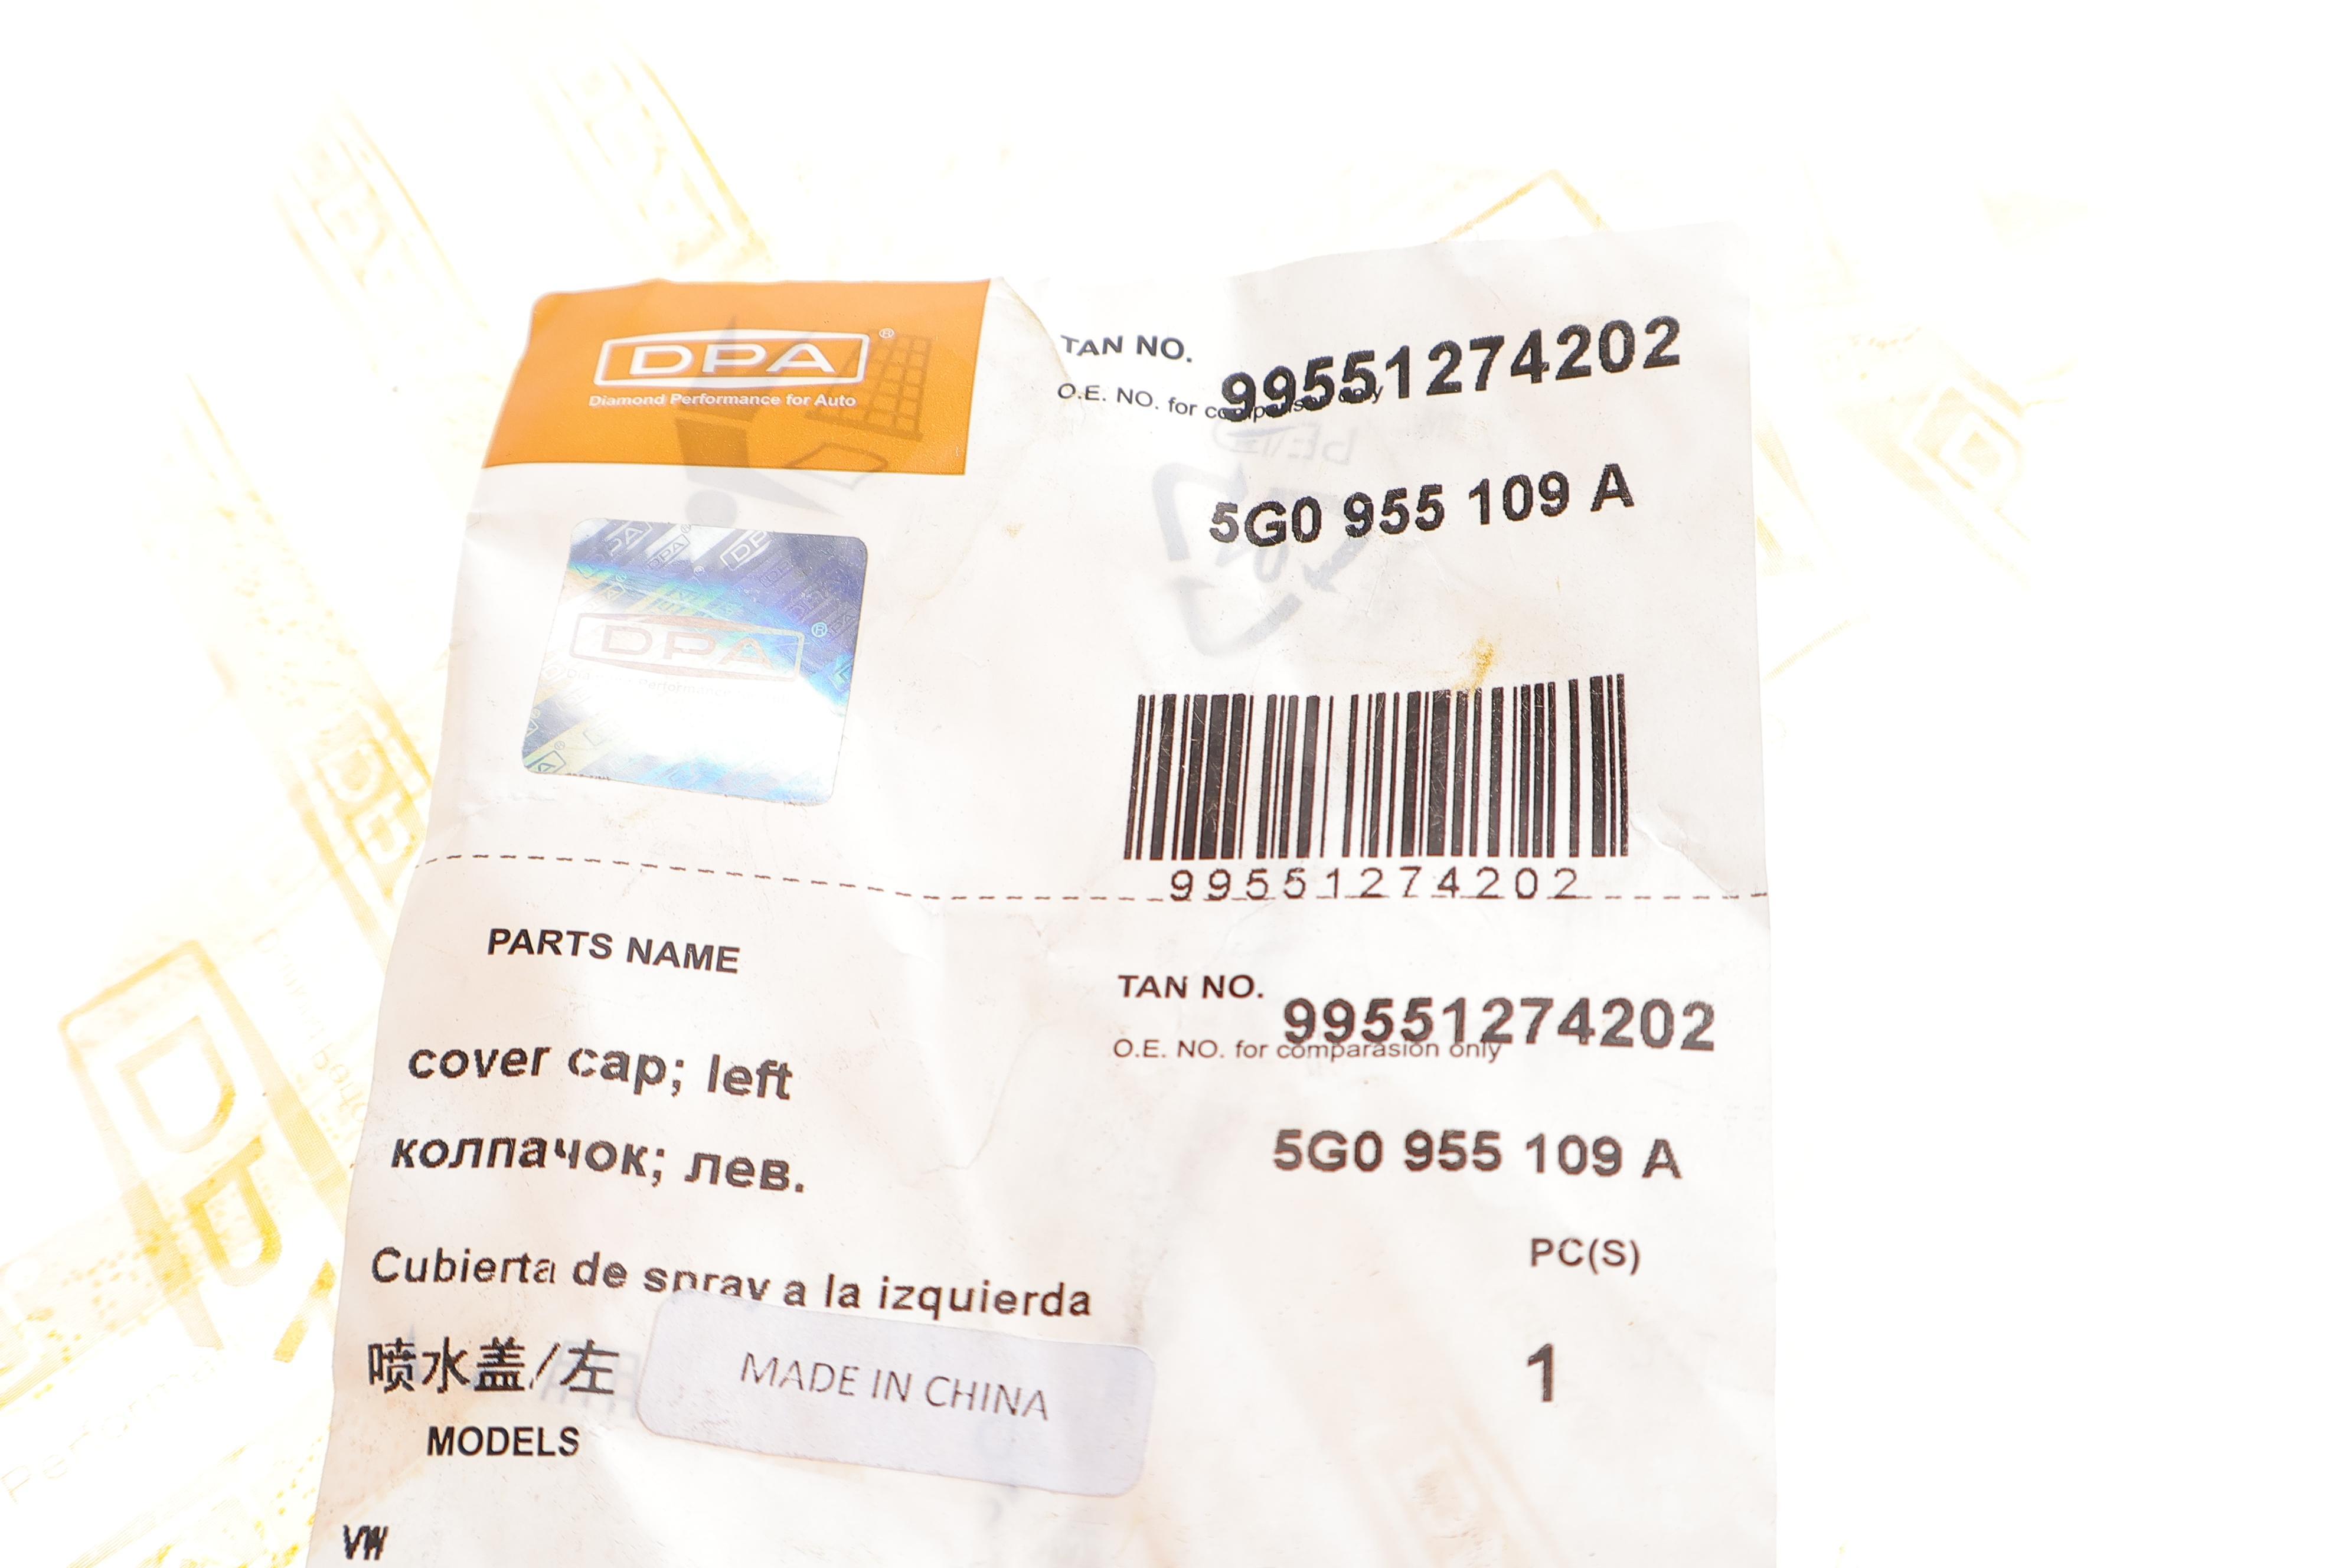 DPA®
Diamond Performance for Auto
TAN NO.
99551274202
O.E. NO. for comparasion only
5G0 955 109 A
DPA®
99551274202
PARTS NAME
TAN NO.
99551274202
O.E. NO. for comparasion only
cover cap; left
колпачок; лев.
5G0 955 109 A
PC(S)
Cubierta de spray a la izquierda
喷水盖/左
MADE IN CHINA
1
MODELS
VW